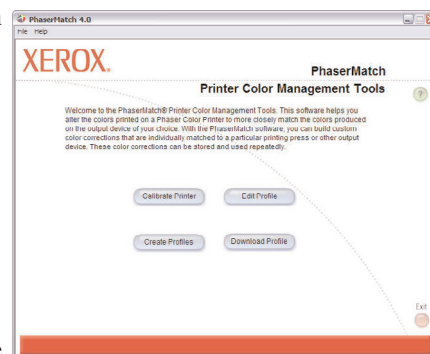 PhaserMatch 4.0
File Help
XEROX.
PhaserMatch
Printer Color Management Tools
?
Welcome to the PhaserMatch® Printer Color Management Tools. This software helps you
alter the colors printed on a Phaser Color Printer to more closely match the colors produced
on the output device of your choice. With the PhaserMatch software, you can build custom
color corrections that are individually matched to a particular printing press or other output
device. These color corrections can be stored and used repeatedly.
Calibrate Printer Edit Profile
Create Profiles Download Profile
Exit